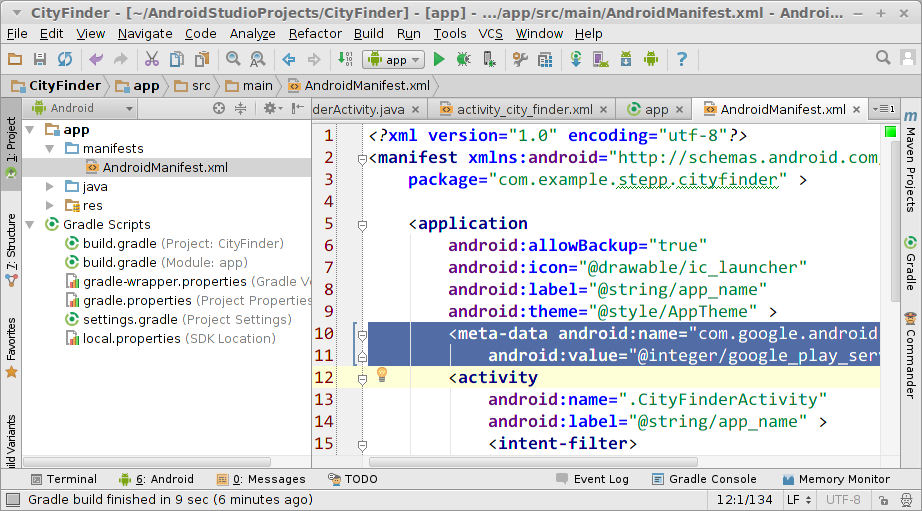 CityFinder - [~/AndroidStudioProjects/CityFinder] - [app] - .../app/src/main/AndroidManifest.xml - Androi...
File Edit View Navigate Code Analyze Refactor Build Run Tools VCS Window Help
app
CityFinder app src main AndroidManifest.xml
Android
derActivity.java activity_city_finder.xml app AndroidManifest.xml
1
1: Project
7: Structure
Favorites
ild Variants
app
manifests
AndroidManifest.xml
java
res
Gradle Scripts
build.gradle (Project: CityFinder)
build.gradle (Module: app)
gradle-wrapper.properties (Gradle Ve
gradle.properties (Project Properties
settings.gradle (Project Settings)
local.properties (SDK Location)
1 <?xml version="1.0" encoding="utf-8"?>
2 <manifest xmlns:android="http://schemas.android.com
3 package="com.example.stepp.cityfinder" >
4
5 <application
6 android:allowBackup="true"
7 android:icon="@drawable/ic_launcher"
8 android:label="@string/app_name"
9 android:theme="@style/AppTheme" >
10 <meta-data android:name="com.google.android
11 android:value="@integer/google_play_ser
12 <activity
13 android:name=".CityFinderActivity"
14 android:label="@string/app_name" >
15 <intent-filter>
m
Maven Projects
Gradle
Commander
Terminal 6: Android 0: Messages TODO Event Log Gradle Console Memory Monitor
Gradle build finished in 9 sec (6 minutes ago) 12:1/134 LF UTF-8